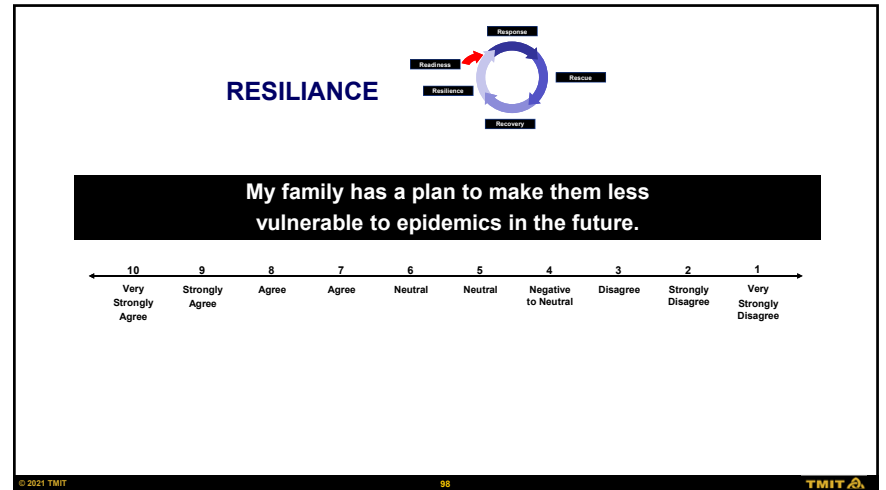 Response
Readiness
Rescue
RESILIANCE
Resilience
Recovery
My family has a plan to make them less
vulnerable to epidemics in the future.
10 9 8 7 6 5 4 3 2 1
Very Strongly Agree Agree Neutral Neutral Negative Disagree Strongly Very
Strongly Agree to Neutral Disagree Strongly
Agree Disagree
© 2021 TMIT 98 TMIT